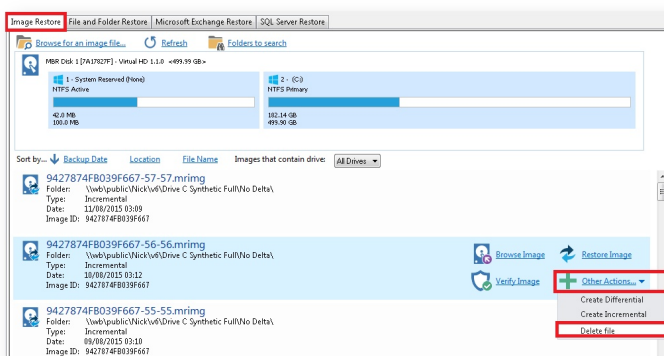 Image Restore File and Folder Restore Microsoft Exchange Restore SQL Server Restore
Browse for an image file... Refresh Folders to search
MBR Disk 1 [7A17827F] - Virtual HD 1.1.0 <499.99 GB>
1 - System Reserved (None)
NTFS Active
42.0 MB
100.0 MB
2 - (C:)
NTFS Primary
182.14 GB
499.90 GB
Sort by... Backup Date Location File Name Images that contain drive: All Drives
9427874FB039F667-57-57.mrimg
Folder: \\wb\public\Nick\v6\Drive C Synthetic Full\No Delta\
Type: Incremental
Date: 11/08/2015 03:09
Image ID: 9427874FB039F667
9427874FB039F667-56-56.mrimg
Folder: \\wb\public\Nick\v6\Drive C Synthetic Full\No Delta\
Type: Incremental
Date: 10/08/2015 03:12
Image ID: 9427874FB039F667
Browse Image Restore Image
Verify Image Other Actions...
Create Differential
Create Incremental
Delete file
9427874FB039F667-55-55.mrimg
Folder: \\wb\public\Nick\v6\Drive C Synthetic Full\No Delta\
Type: Incremental
Date: 09/08/2015 03:10
Image ID: 9427874FB039F667